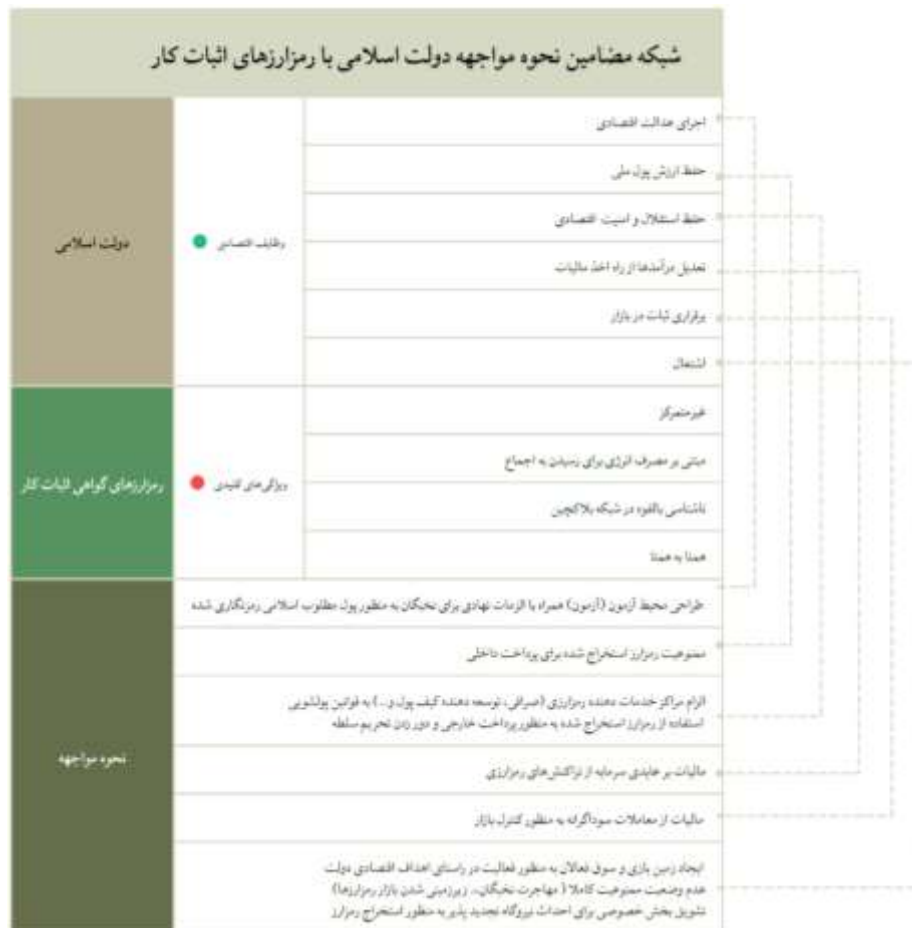 شبکه مضامین نحوه مواجهه دولت اسلامی با رمزارزهای اثبات کار
دولت اسلامی
وظایف اقتصادی
اجرای عدالت اقتصادی
حفظ ارزش پول ملی
حفظ استقلال و امنیت اقتصادی
تعدیل درآمدها از راه اخذ مالیات
برقراری ثبات در بازار
اشتغال
رمزارزهای گواهی اثبات کار
ویژگی‌های کلیدی
غیرمتمرکز
مبتنی بر مصرف انرژی برای رسیدن به اجماع
ناشناسی بالقوه در شبکه بلاکچین
همتا به همتا
نحوه مواجهه
طراحی محیط آزمون (آزمون) همراه با الزمات نهادی برای نخبگان به منظور پول مطلوب اسلامی رمزنگاری شده
ممنوعیت رمزارز استخراج شده برای پرداخت داخلی
الزام مراکز خدمات دهنده رمزارزی (صرافی، توسعه دهنده کیف پول و..) به قوانین پولشویی
استفاده از رمزارز استخراج شده به منظور پرداخت خارجی و دور زدن تحریم سلطه
مالیات بر عایدی سرمایه از تراکنش‌های رمزارزی
مالیات از معاملات سوداگرانه به منظور کنترل بازار
ایجاد زمین بازی و سوق فعالان به منظور فعالیت در راستای اهداف اقتصادی دولت
عدم وضعیت ممنوعیت کاملا ( مهاجرت نخبگان.. زیرزمینی شدن بازار رمزارزها)
تشویق بخش خصوصی برای احداث نیروگاه تجدید پذیر به منظور استخراج رمزارز